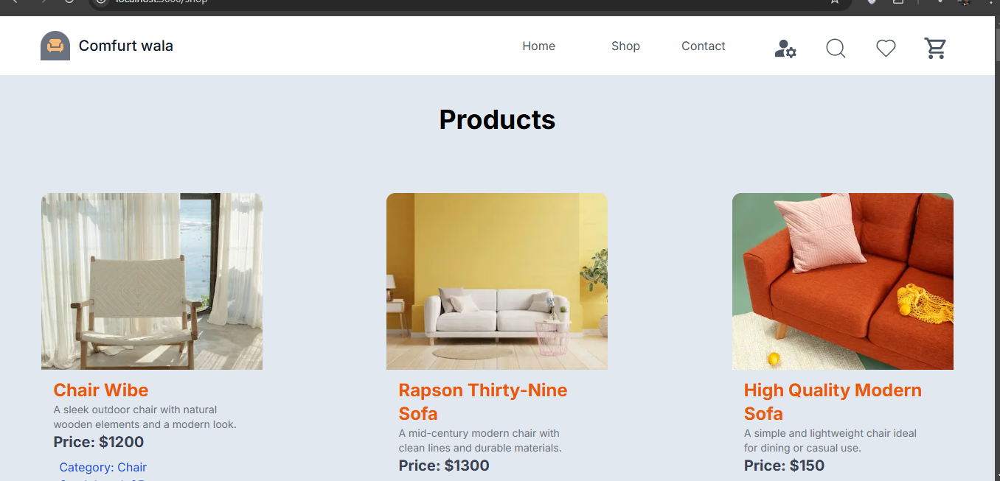 localhost:3000/shop
Comfurt wala
Home
Shop
Contact
Products
Chair Wibe
A sleek outdoor chair with natural
wooden elements and a modern look.
Price: $1200
Category: Chair
Rapson Thirty-Nine
Sofa
A mid-century modern chair with
clean lines and durable materials.
Price: $1300
High Quality Modern
Sofa
A simple and lightweight chair ideal
for dining or casual use.
Price: $150